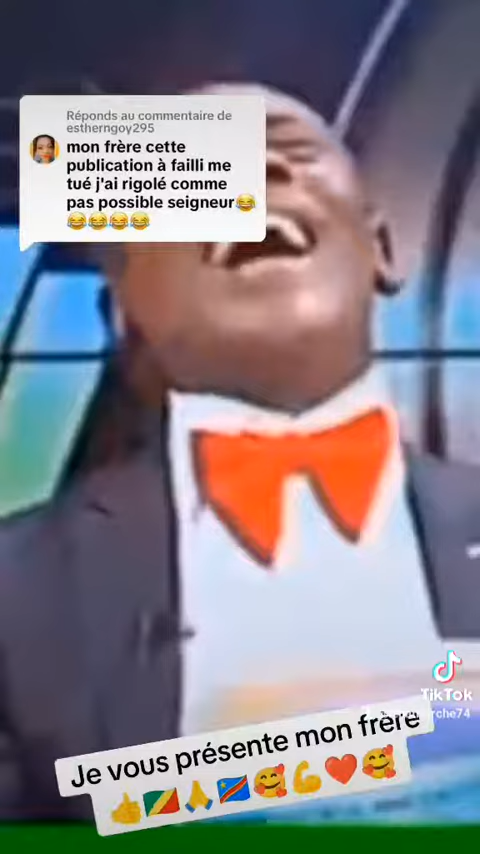 Réponds au commentaire de
estherngoy295
mon frère cette
publication à failli me
tué j'ai rigolé comme
pas possible seigneur😂
😂😂😂😂
TikTok
Je vous présente mon frère
👍🇨🇬🙏🇨🇩🥰💪❤️🥰